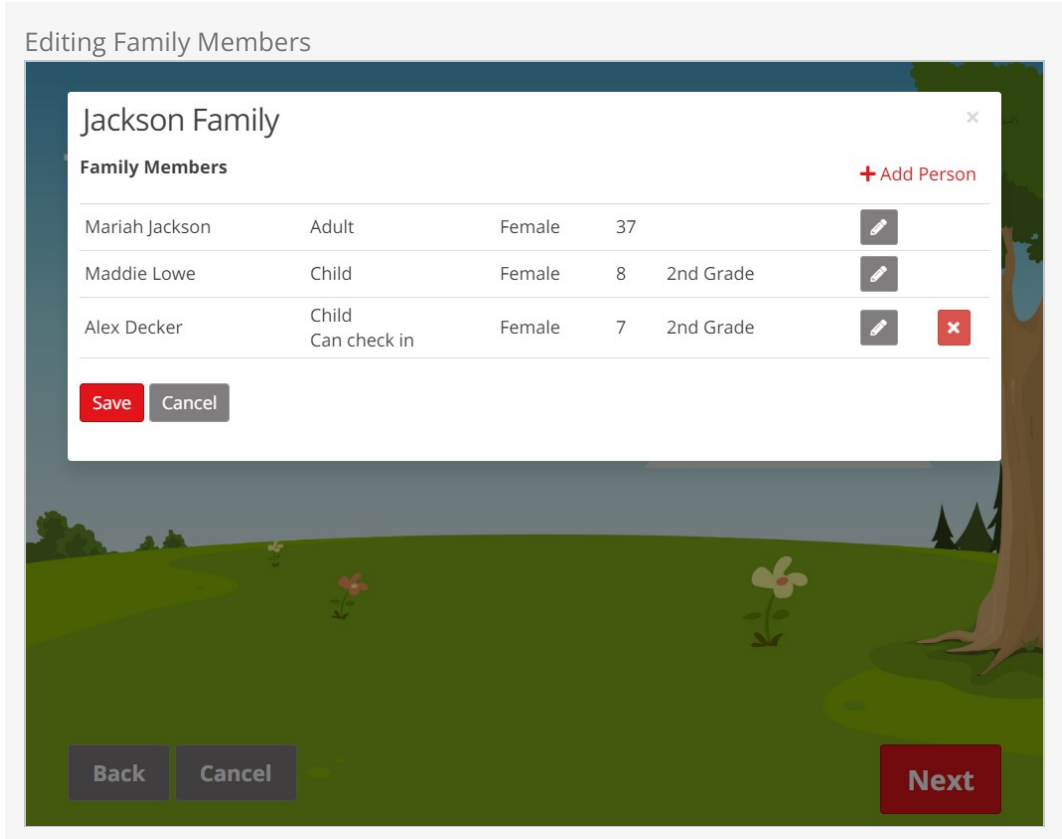 Editing Family Members
Jackson Family
Family Members
Add Person
Mariah Jackson Adult Female 37
Maddie Lowe Child Female 8 2nd Grade
Alex Decker Child Female 7 2nd Grade
Can check in
Save Cancel
Back Cancel Next